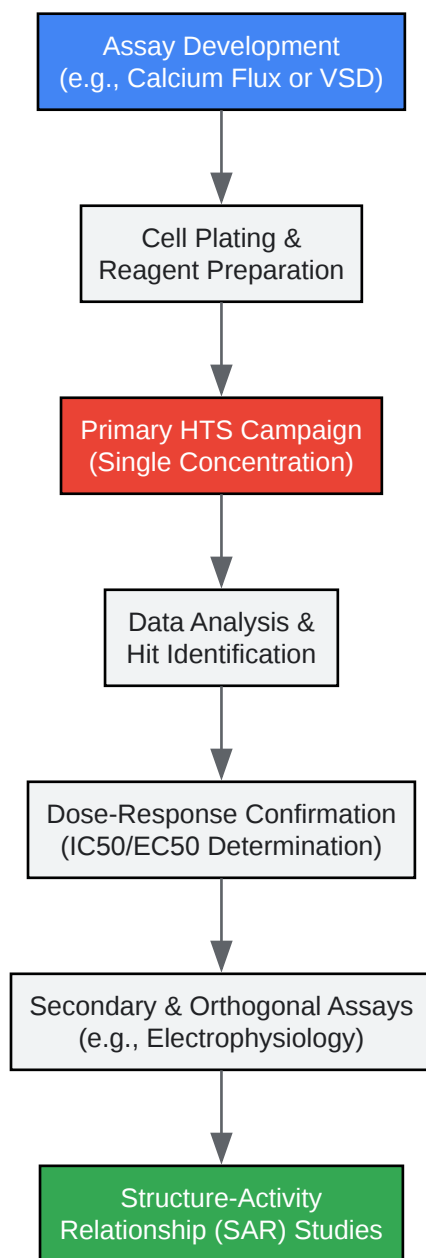 Assay Development
(e.g., Calcium Flux or VSD)
Cell Plating &
Reagent Preparation
Primary HTS Campaign
(Single Concentration)
Data Analysis &
Hit Identification
Dose-Response Confirmation
(IC50/EC50 Determination)
Secondary & Orthogonal Assays
(e.g., Electrophysiology)
Structure-Activity
Relationship (SAR) Studies